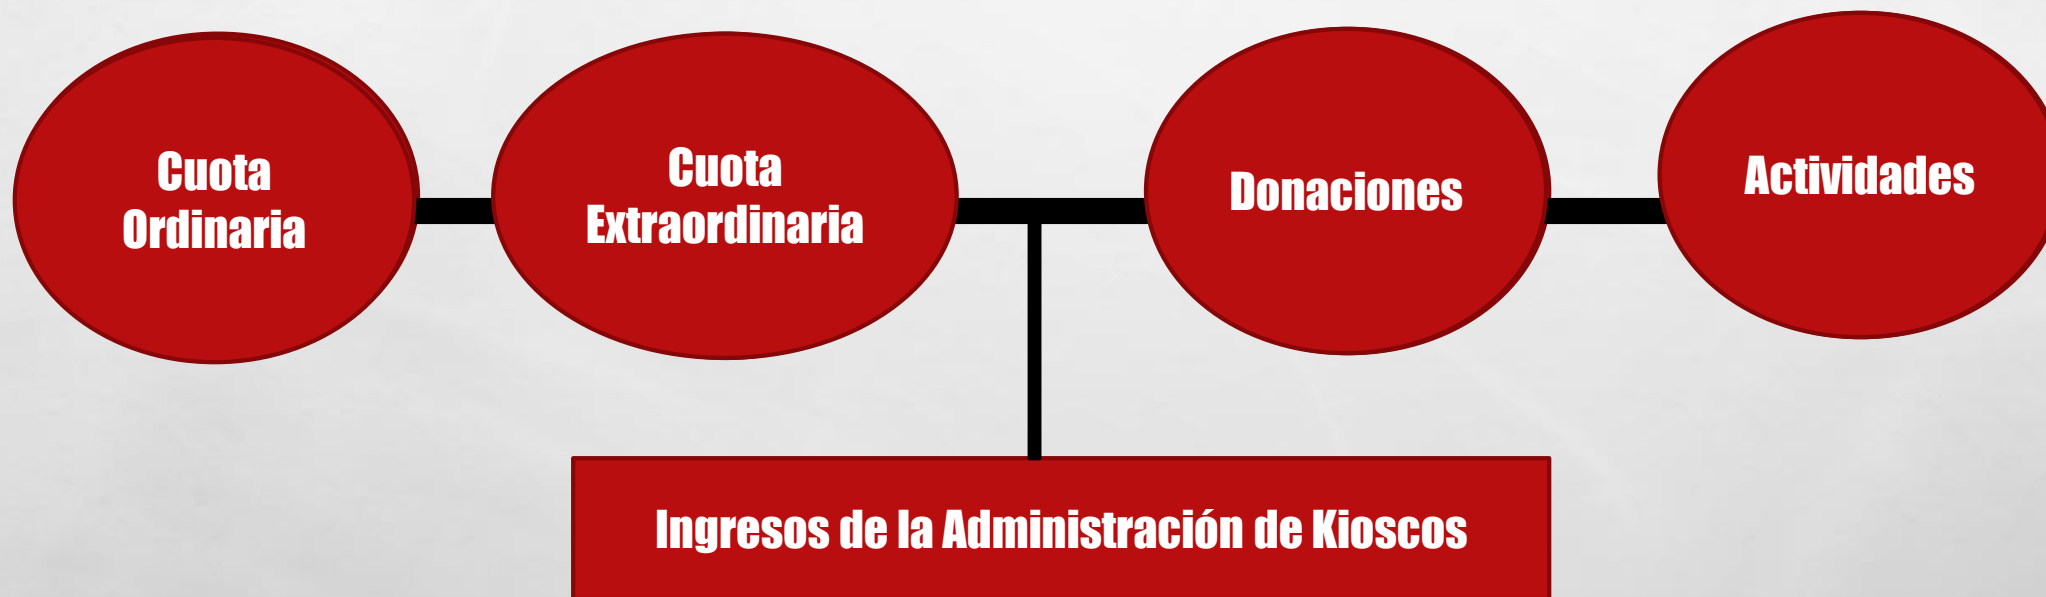 Cuota
Ordinaria
Cuota
Extraordinaria
Donaciones
Actividades
Ingresos de la Administración de Kioscos